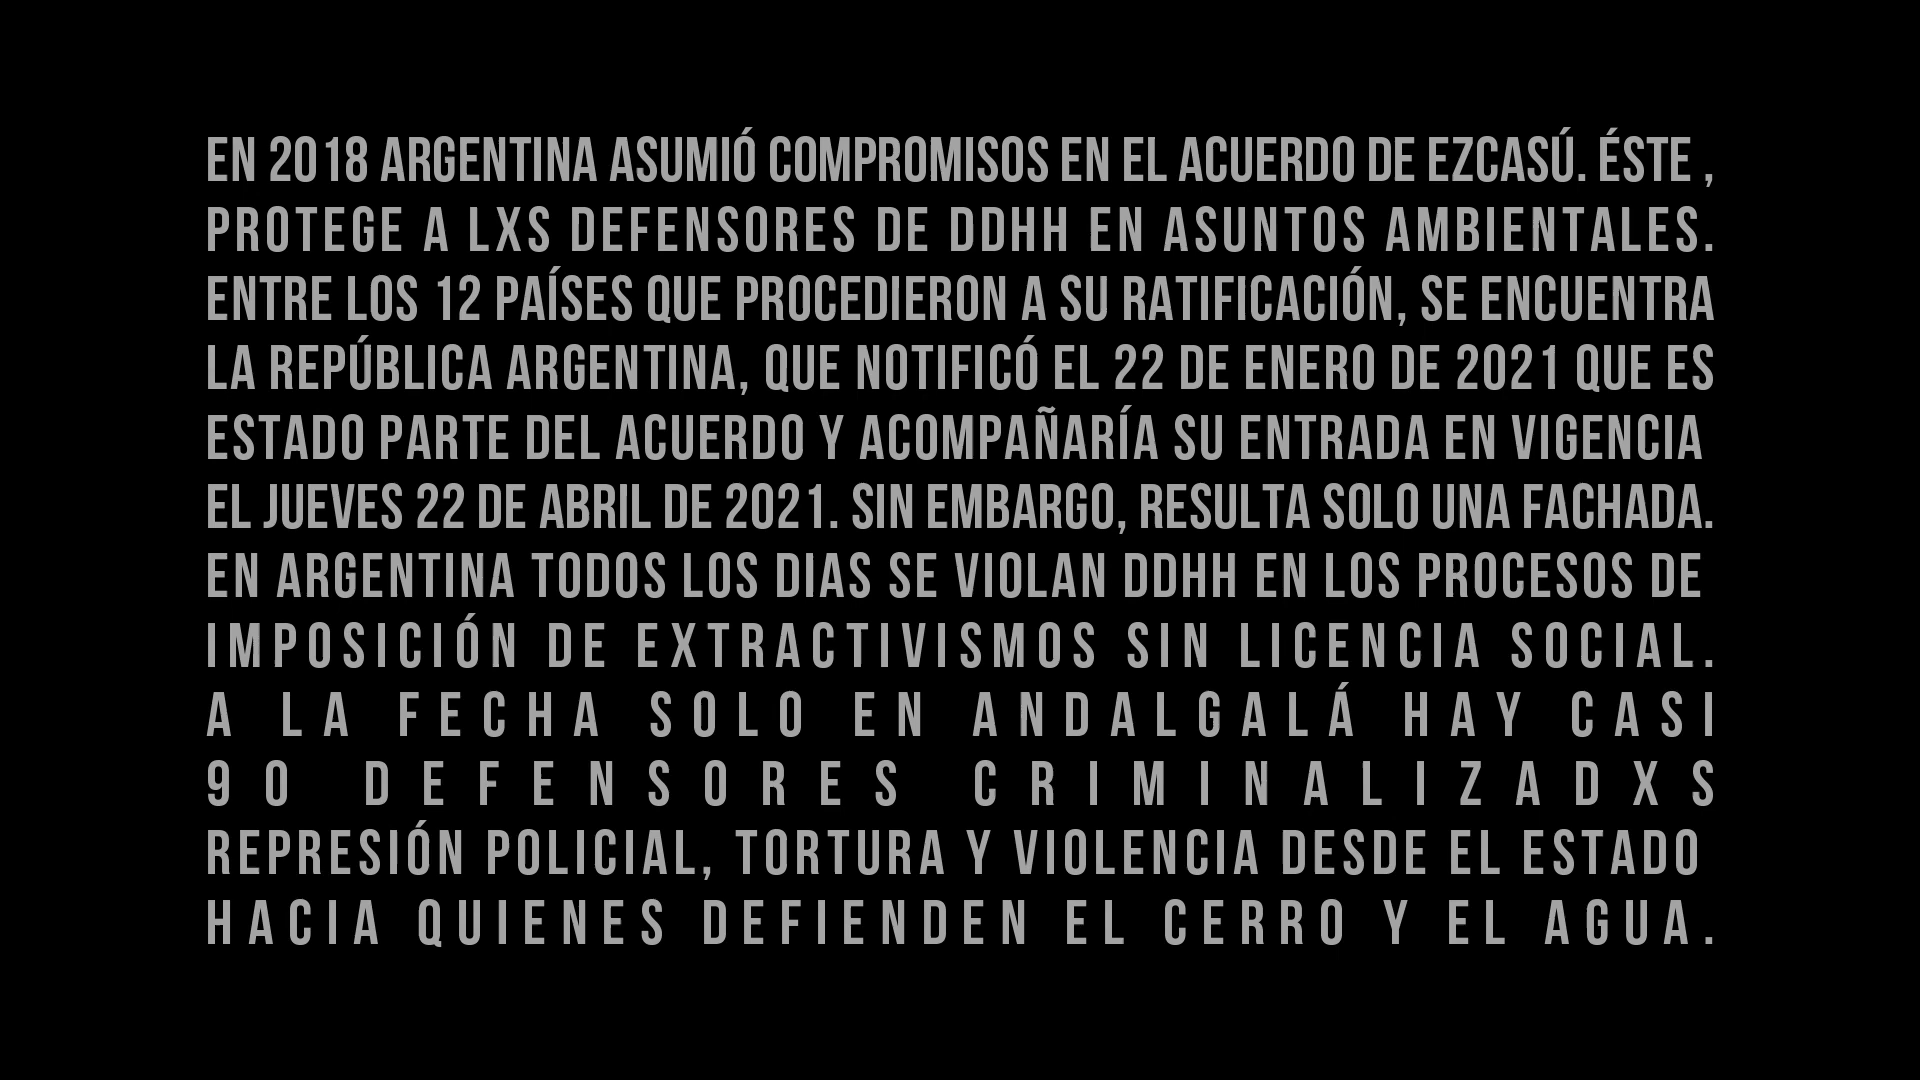 EN 2018 ARGENTINA ASUMIÓ COMPROMISOS EN EL ACUERDO DE EZCASÚ. ÉSTE ,
PROTEGE A LXS DEFENSORES DE DDHH EN ASUNTOS AMBIENTALES.
ENTRE LOS 12 PAÍSES QUE PROCEDIERON A SU RATIFICACIÓN, SE ENCUENTRA
LA REPÚBLICA ARGENTINA, QUE NOTIFICÓ EL 22 DE ENERO DE 2021 QUE ES
ESTADO PARTE DEL ACUERDO Y ACOMPAÑARÍA SU ENTRADA EN VIGENCIA
EL JUEVES 22 DE ABRIL DE 2021. SIN EMBARGO, RESULTA SOLO UNA FACHADA.
EN ARGENTINA TODOS LOS DIAS SE VIOLAN DDHH EN LOS PROCESOS DE
IMPOSICIÓN DE EXTRACTIVISMOS SIN LICENCIA SOCIAL.
A LA FECHA SOLO EN ANDALGALÁ HAY CASI
90 DEFENSORES CRIMINALIZADXS
REPRESIÓN POLICIAL, TORTURA Y VIOLENCIA DESDE EL ESTADO
HACIA QUIENES DEFIENDEN EL CERRO Y EL AGUA.